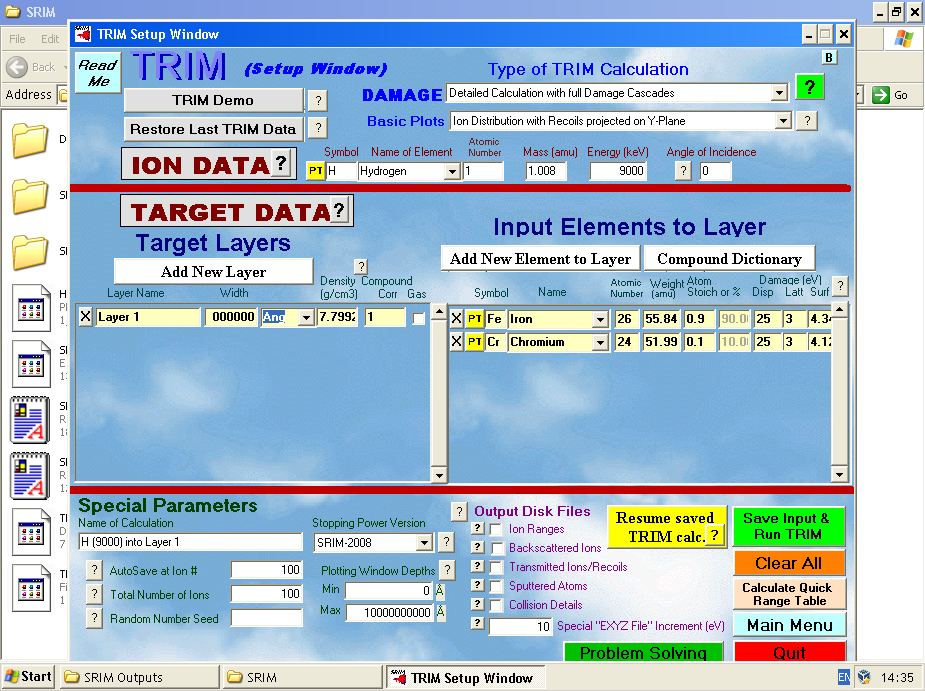 SRIM
File Edit
Back
Address
Go
TRIM Setup Window
Read Me
TRIM (Setup Window)
Type of TRIM Calculation
B
TRIM Demo ?
DAMAGE Detailed Calculation with full Damage Cascades ?
Restore Last TRIM Data ?
Basic Plots Ion Distribution with Recoils projected on Y-Plane ?
ION DATA ?
Symbol Name of Element Atomic Number Mass (amu) Energy (keV) Angle of Incidence
PT H Hydrogen 1 1.008 9000 ? 0
TARGET DATA ?
Target Layers
Input Elements to Layer
Add New Layer
Add New Element to Layer Compound Dictionary
?
Layer Name Width Density (g/cm3) Compound Corr Gas
Symbol Name Atomic Number Weight (amu) Atom Stoich or % Damage (eV) Disp Latt Surf ?
X Layer 1 000000 Ang 7.7992 1
X PT Fe Iron 26 55.84 0.9 90.0 25 3 4.34
X PT Cr Chromium 24 51.99 0.1 10.0 25 3 4.12
Special Parameters
Name of Calculation
H (9000) into Layer 1
Stopping Power Version
SRIM-2008 ?
? AutoSave at Ion # 100
? Total Number of Ions 100
? Random Number Seed
Plotting Window Depths ?
Min 0 Å
Max 10000000000 Å
? Output Disk Files
? Ion Ranges
? Backscattered Ions
? Transmitted Ions/Recoils
? Sputtered Atoms
? Collision Details
? 10 Special "EXYZ File" Increment (eV)
Resume saved
TRIM calc. ?
Save Input &
Run TRIM
Clear All
Calculate Quick
Range Table
Main Menu
Problem Solving
Quit
Start
SRIM Outputs
SRIM
TRIM Setup Window
EN
14:35